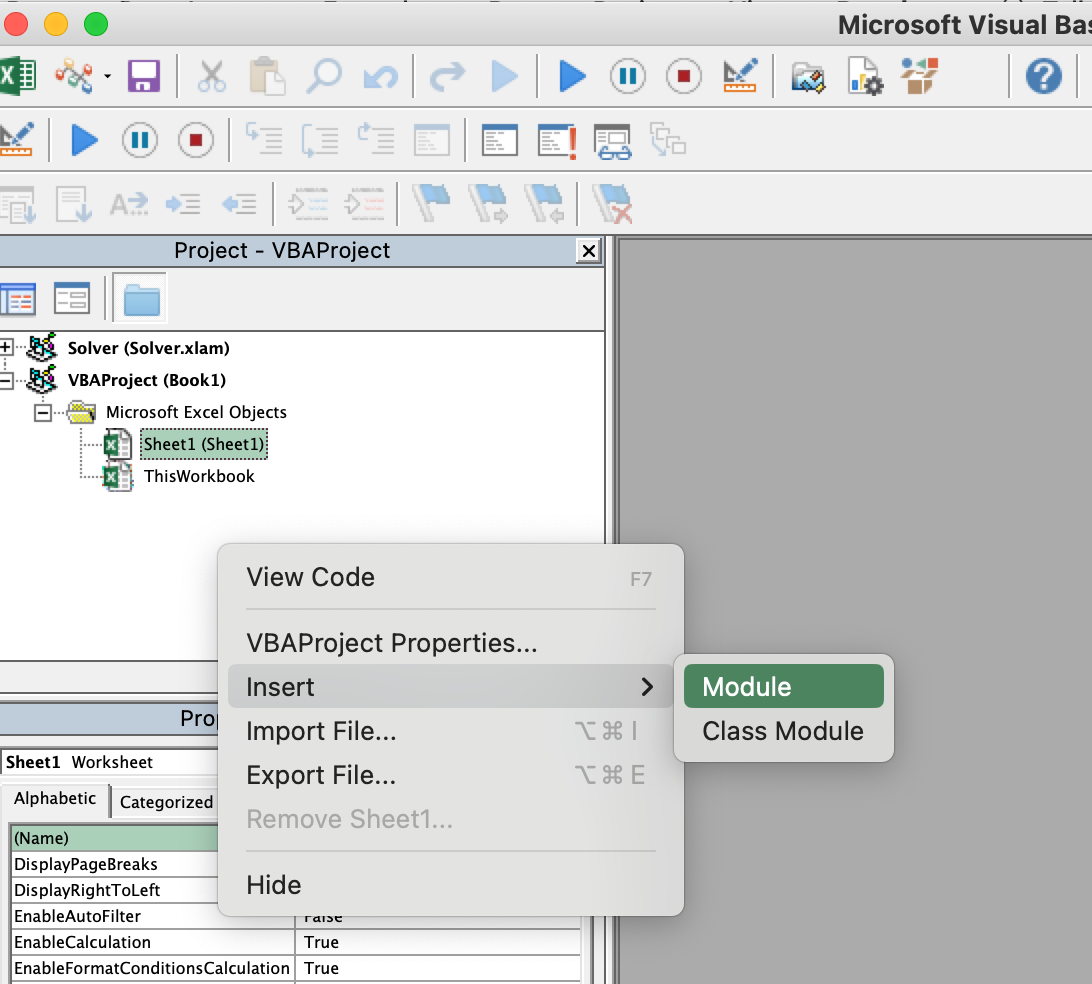 Microsoft Visual Bas
Project - VBAProject
Solver (Solver.xlam)
VBAProject (Book1)
Microsoft Excel Objects
Sheet1 (Sheet1)
ThisWorkbook
View Code F7
VBAProject Properties...
Insert
Module
Import File... ⌥⌘ I
Class Module
Export File... ⌥⌘ E
Remove Sheet1...
Hide
Sheet1 Worksheet
Alphabetic Categorized
(Name)
DisplayPageBreaks
DisplayRightToLeft
EnableAutoFilter False
EnableCalculation True
EnableFormatConditionsCalculation True